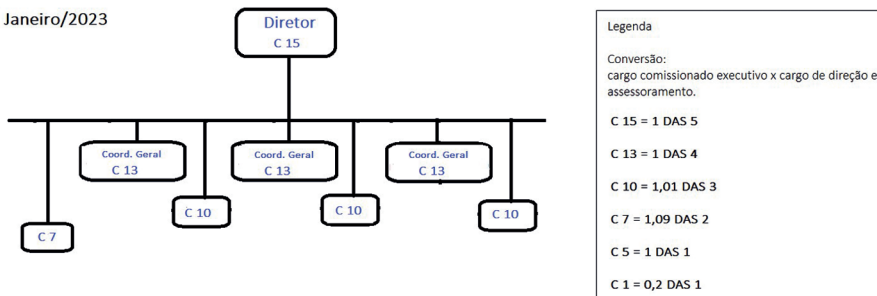 Janeiro/2023
Diretor
C 15
Coord. Geral
C 13
Coord. Geral
C 13
Coord. Geral
C 13
C 10
C 10
C 10
C 7
Legenda
Conversão:
cargo comissionado executivo x cargo de direção e
assessoramento.
C 15 = 1 DAS 5
C 13 = 1 DAS 4
C 10 = 1,01 DAS 3
C 7 = 1,09 DAS 2
C 5 = 1 DAS 1
C 1 = 0,2 DAS 1